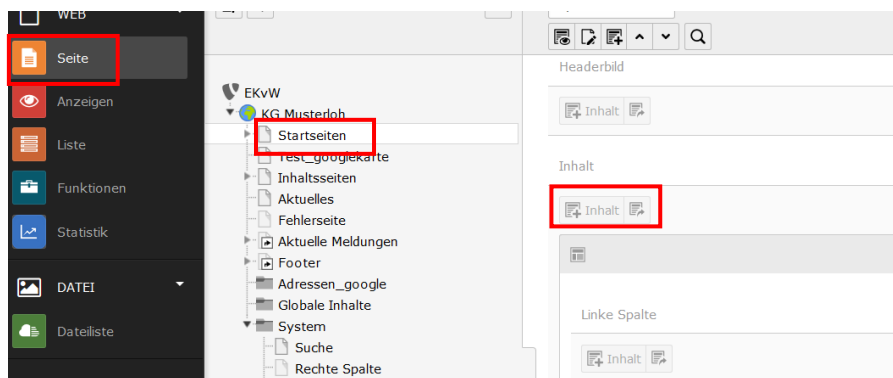 WEB
Seite
Anzeigen
Liste
Funktionen
Statistik
DATEI
Dateiliste
EKvW
KG Musterloh
Startseiten
Test_googlekarte
Inhaltsseiten
Aktuelles
Fehlerseite
Aktuelle Meldungen
Footer
Adressen_google
Globale Inhalte
System
Suche
Rechte Spalte
Headerbild
Inhalt
Inhalt
Inhalt
Linke Spalte
Inhalt